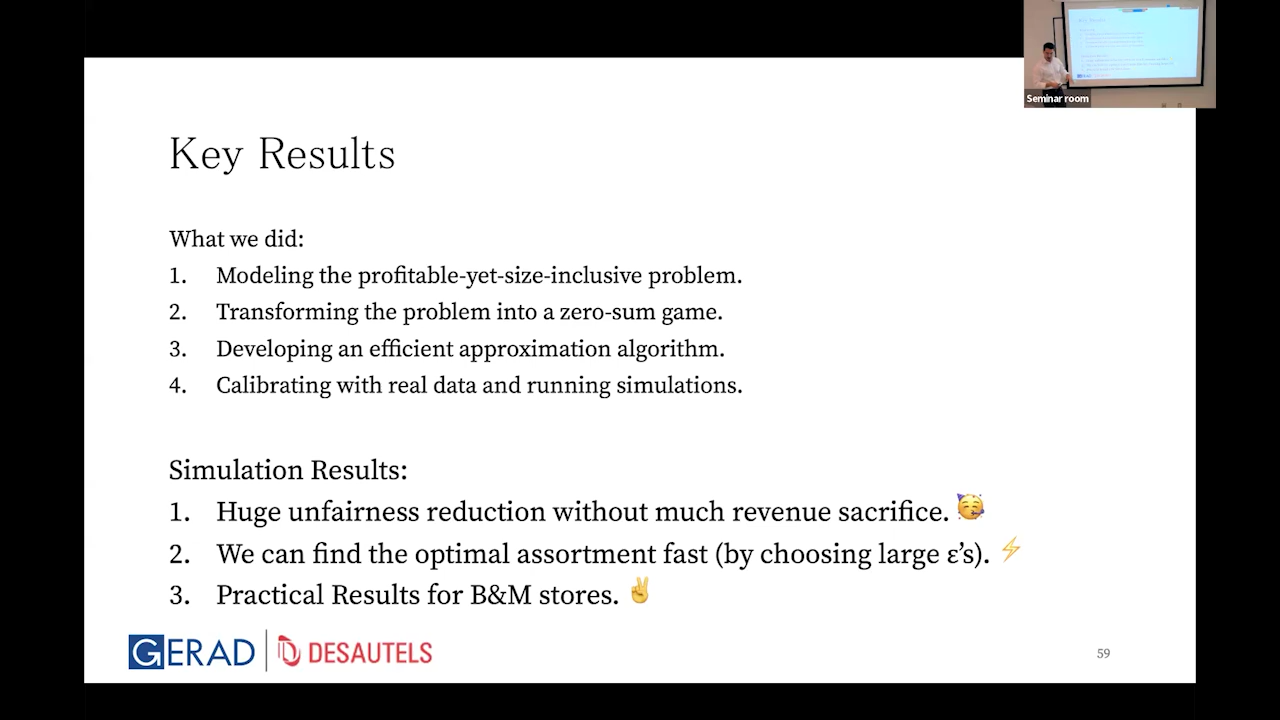 Seminar room
Key Results
What we did:
1. Modeling the profitable-yet-size-inclusive problem.
2. Transforming the problem into a zero-sum game.
3. Developing an efficient approximation algorithm.
4. Calibrating with real data and running simulations.
Simulation Results:
1. Huge unfairness reduction without much revenue sacrifice. 🥳
2. We can find the optimal assortment fast (by choosing large ε’s). ⚡
3. Practical Results for B&M stores. ✌️
GERAD | DESAUTELS
59